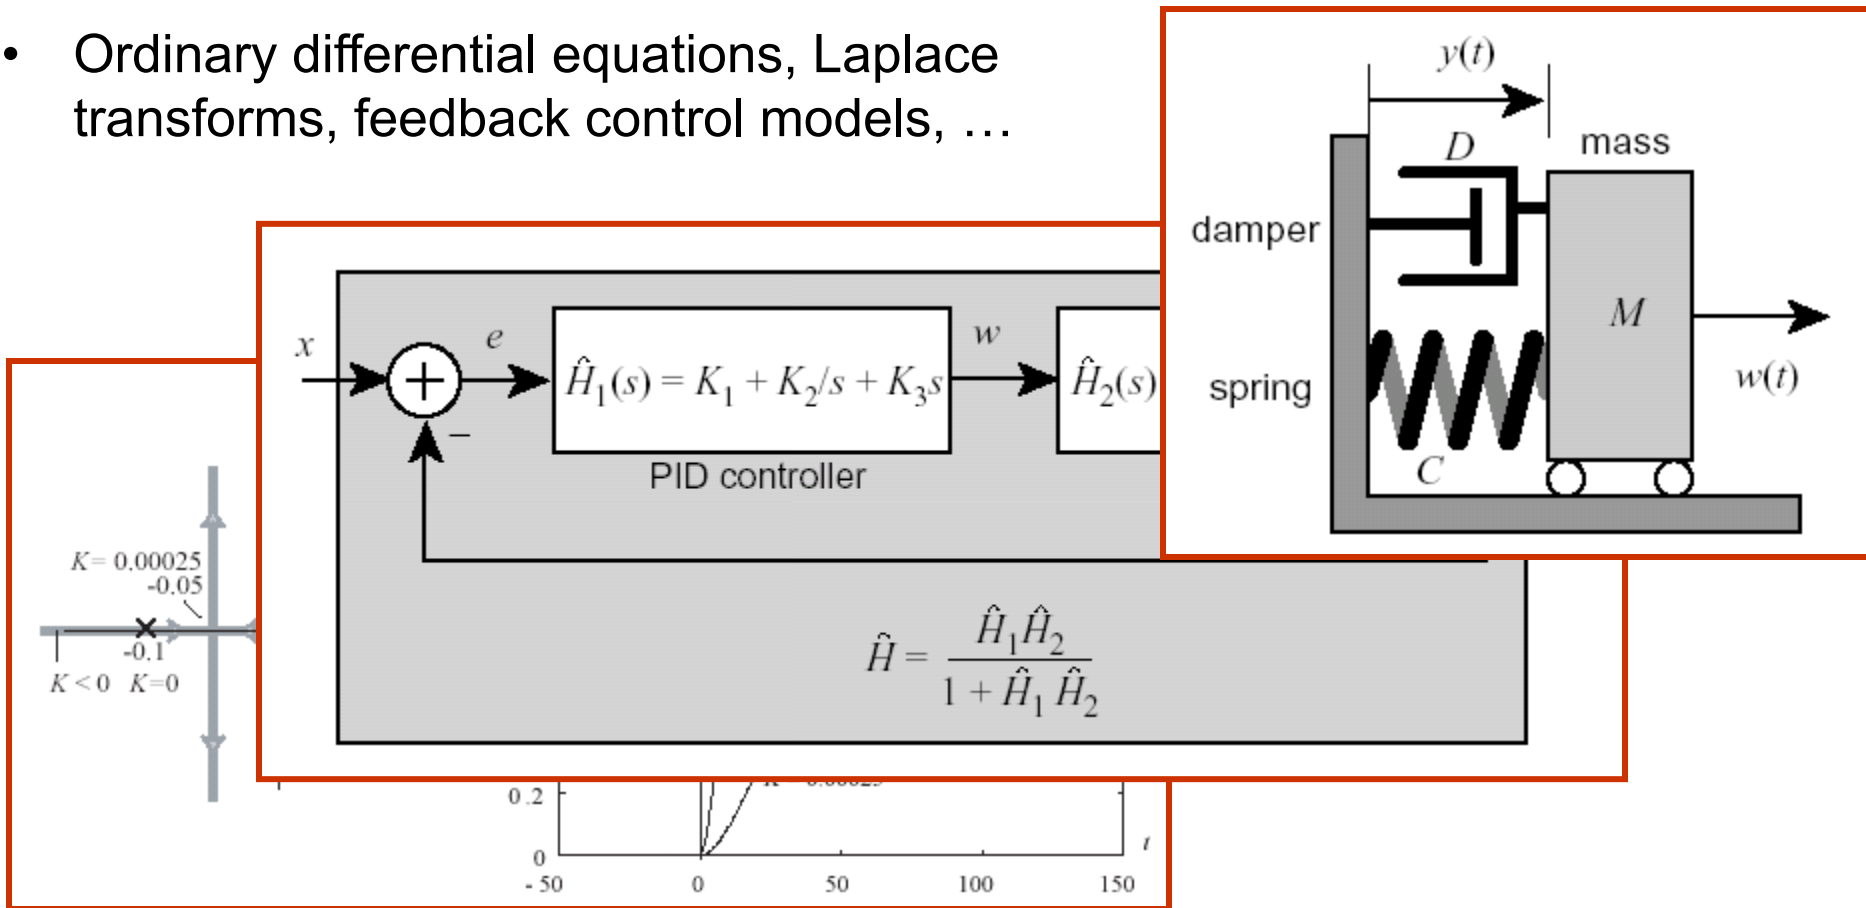 • Ordinary differential equations, Laplace
transforms, feedback control models, …
y(t)
D
mass
damper
M
w(t)
spring
C
x
e
Ĥ₁(s) = K₁ + K₂/s + K₃s
w
Ĥ₂(s)
+
−
PID controller
Ĥ = Ĥ₁Ĥ₂ / (1 + Ĥ₁Ĥ₂)
K = 0.00025
-0.05
-0.1
K < 0 K=0
0.2
0
t
- 50 0 50 100 150